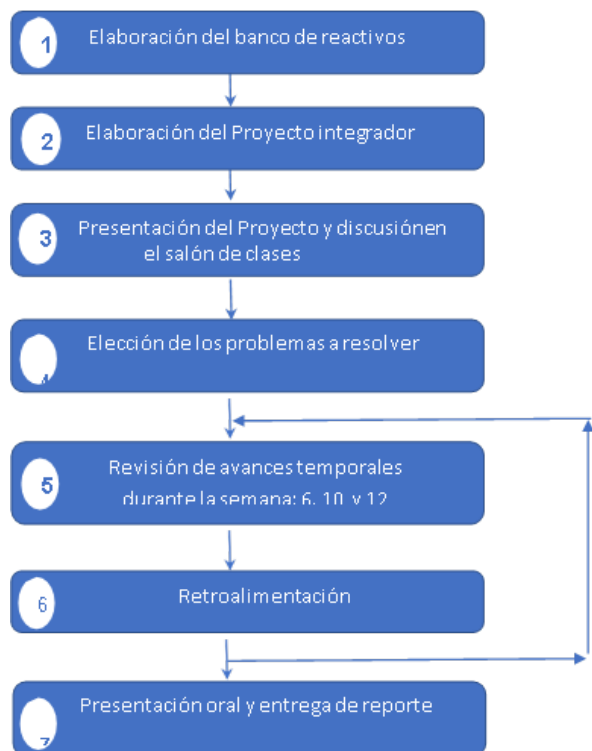 1 Elaboración del banco de reactivos
2 Elaboración del Proyecto integrador
3 Presentación del Proyecto y discusiónen
el salón de clases
4 Elección de los problemas a resolver
5 Revisión de avances temporales
durante la semana: 6, 10 y 12
6 Retroalimentación
7 Presentación oral y entrega de reporte